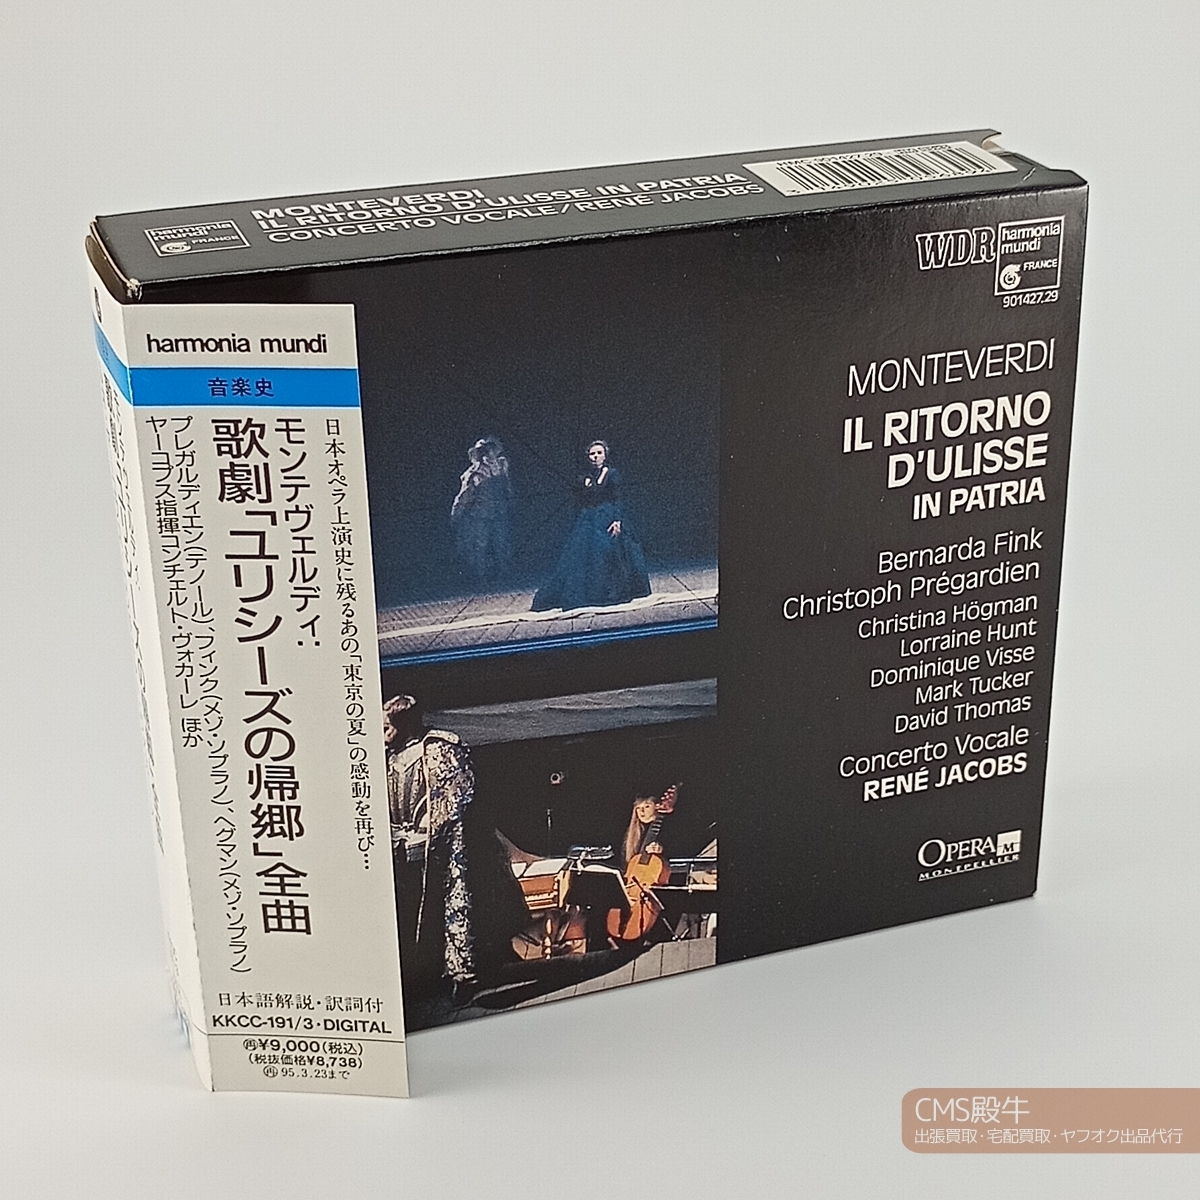 harmonia
mundi
FRANCE
MONTEVERDI
IL RITORNO D'ULISSE IN PATRIA
CONCERTO VOCALE/RENÉ JACOBS
WDR
harmonia
mundi
FRANCE
901427.29
MONTEVERDI
IL RITORNO
D'ULISSE
IN PATRIA
Bernarda Fink
Christoph Prégardien
Christina Högman
Lorraine Hunt
Dominique Visse
Mark Tucker
David Thomas
Concerto Vocale
RENÉ JACOBS
OPERA M
MONTPELLIER
harmonia mundi
音楽史
日本オペラ上演史に残るあの「東京の夏」の感動を再び…
モンテヴェルディ:
歌劇「ユリシーズの帰郷」全曲
プレガルディエン(テノール)、フィンク(メゾ・ソプラノ)、ヘグマン(メゾ・ソプラノ)
ヤーコプス指揮コンチェルト・ヴォカーレ ほか
日本語解説・訳詞付
KKCC-191/3・DIGITAL
再¥9,000(税込)
(税抜価格¥8,738)
再95.3.23まで
CMS殿牛
出張買取・宅配買取・ヤフオク出品代行